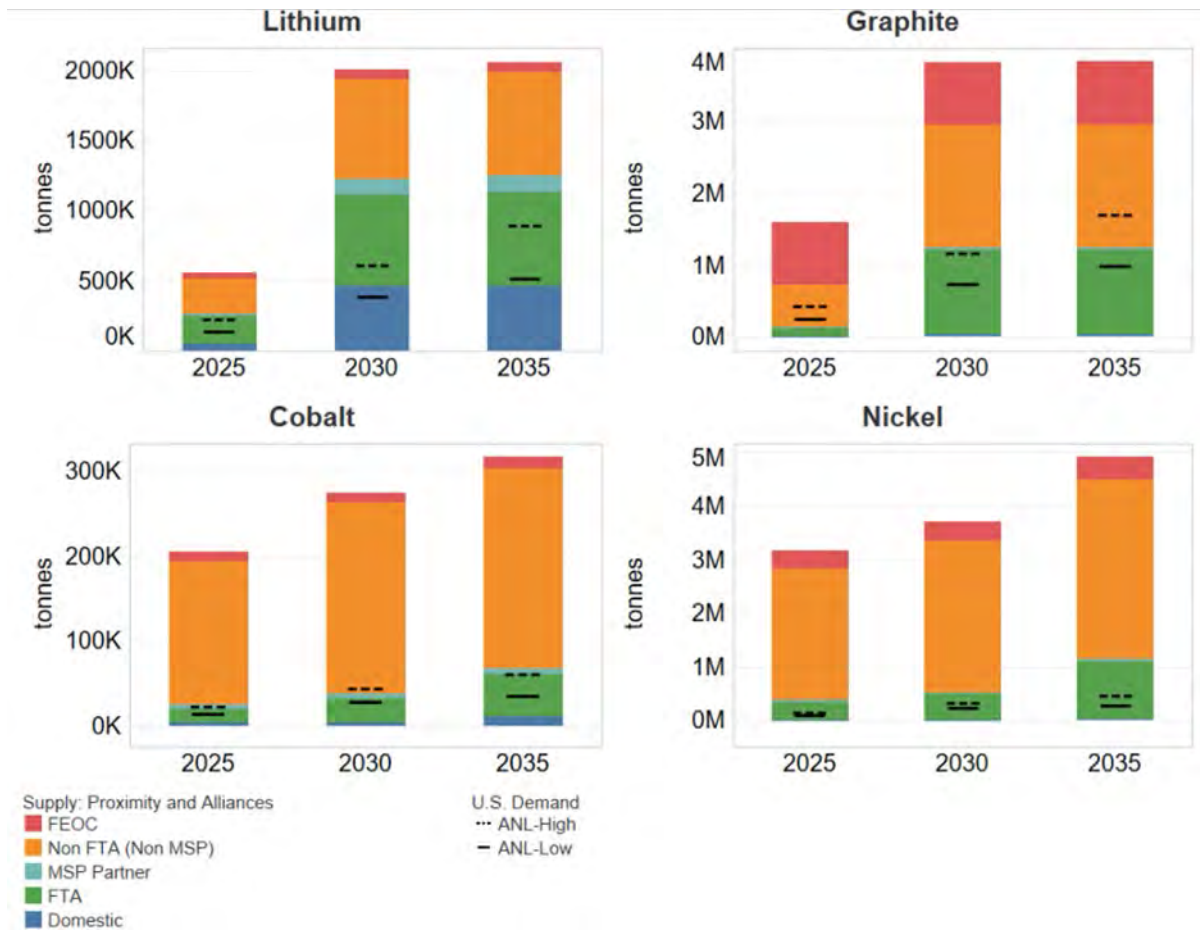 Lithium
2000K
1500K
1000K
500K
0K
tonnes
2025 2030 2035
Graphite
4M
3M
2M
1M
0M
tonnes
2025 2030 2035
Cobalt
300K
200K
100K
0K
tonnes
2025 2030 2035
Nickel
5M
4M
3M
2M
1M
0M
tonnes
2025 2030 2035
Supply: Proximity and Alliances
FEOC
Non FTA (Non MSP)
MSP Partner
FTA
Domestic
U.S. Demand
ANL-High
ANL-Low